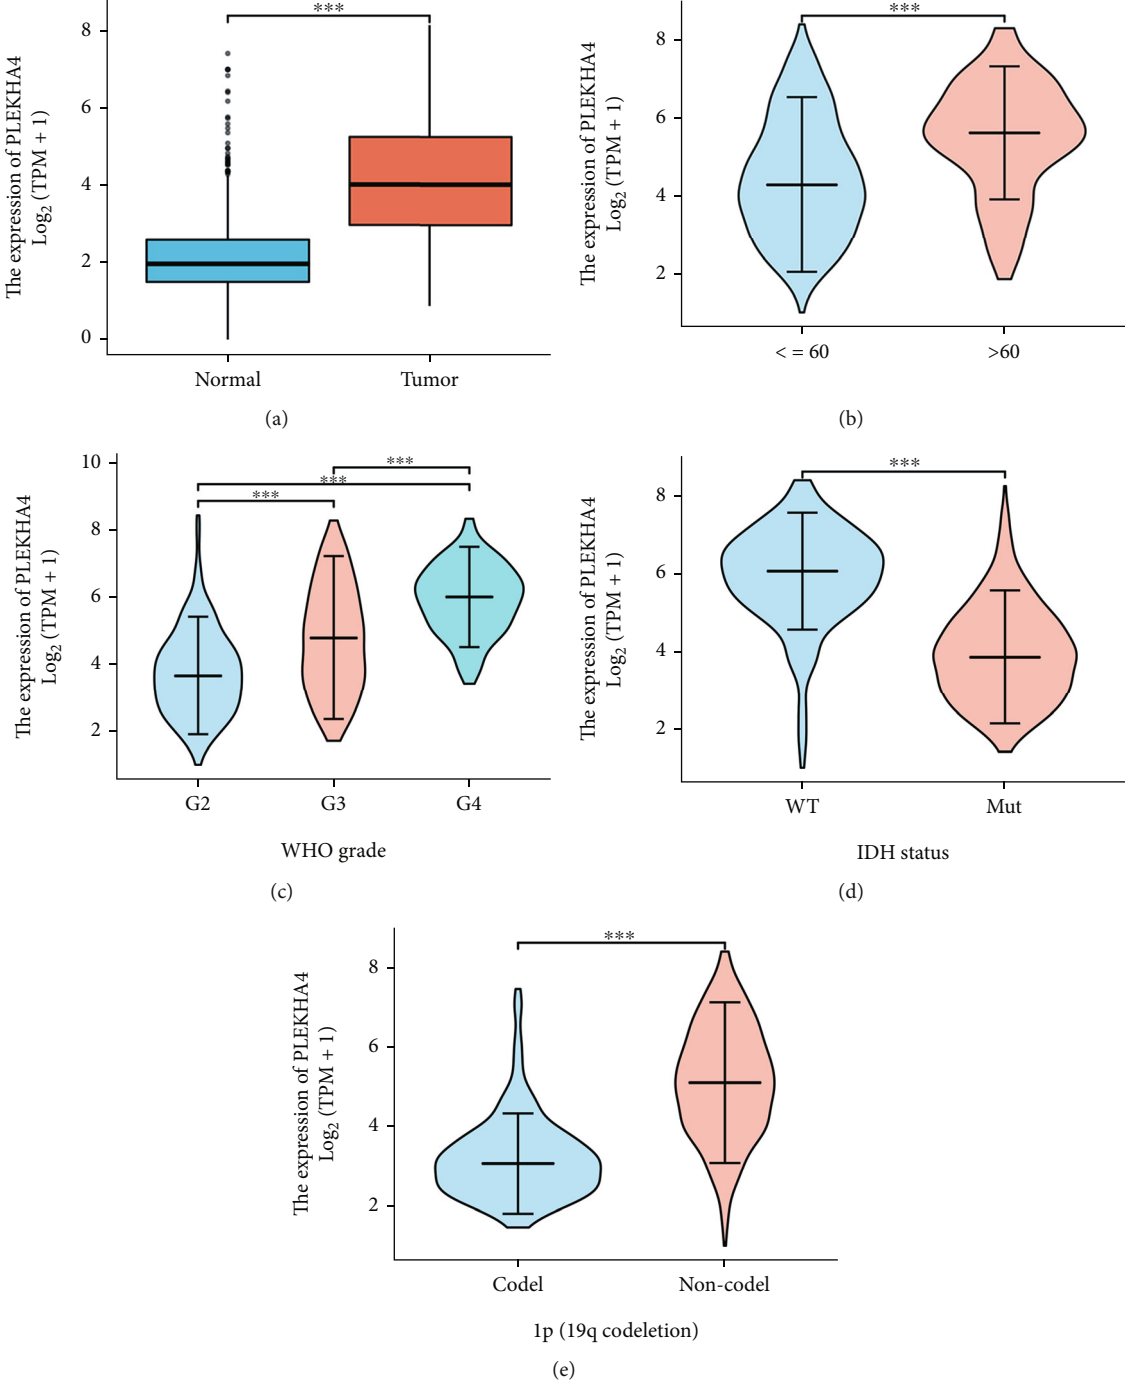 The expression of PLEKHA4
Log2 (TPM + 1)
8
6
4
2
0
***
Normal
Tumor
(a)
The expression of PLEKHA4
Log2 (TPM + 1)
8
6
4
2
***
< = 60
>60
(b)
The expression of PLEKHA4
Log2 (TPM + 1)
10
8
6
4
2
***
***
***
G2
G3
G4
WHO grade
(c)
The expression of PLEKHA4
Log2 (TPM + 1)
8
6
4
2
***
WT
Mut
IDH status
(d)
The expression of PLEKHA4
Log2 (TPM + 1)
8
6
4
2
***
Codel
Non-codel
1p (19q codeletion)
(e)